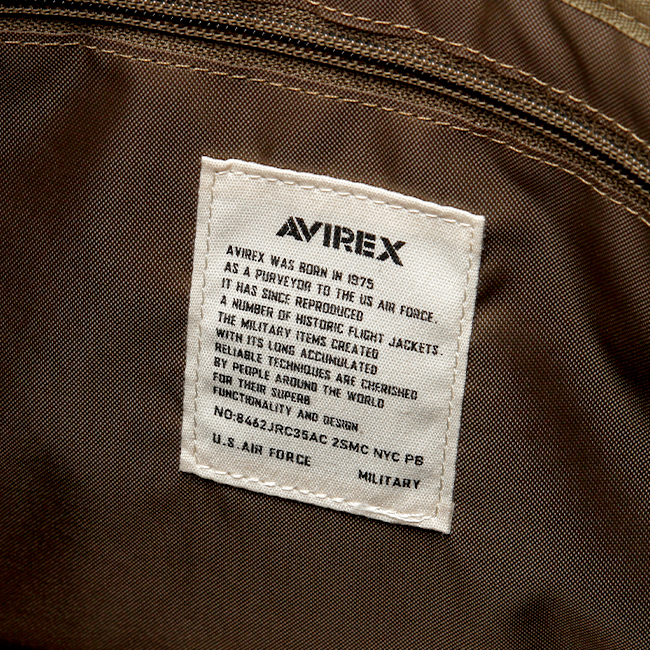 AVIREX
AVIREX WAS BORN IN 1975
AS A PURVEYOR TO THE US AIR FORCE.
IT HAS SINCE REPRODUCED
A NUMBER OF HISTORIC FLIGHT JACKETS.
THE MILITARY ITEMS CREATED
WITH ITS LONG ACCUMULATED
RELIABLE TECHNIQUES ARE CHERISHED
BY PEOPLE AROUND THE WORLD
FOR THEIR SUPERB
FUNCTIONALITY AND DESIGN
NO:8462JRC35AC 2SMC NYC PB
U.S.AIR FORCE MILITARY